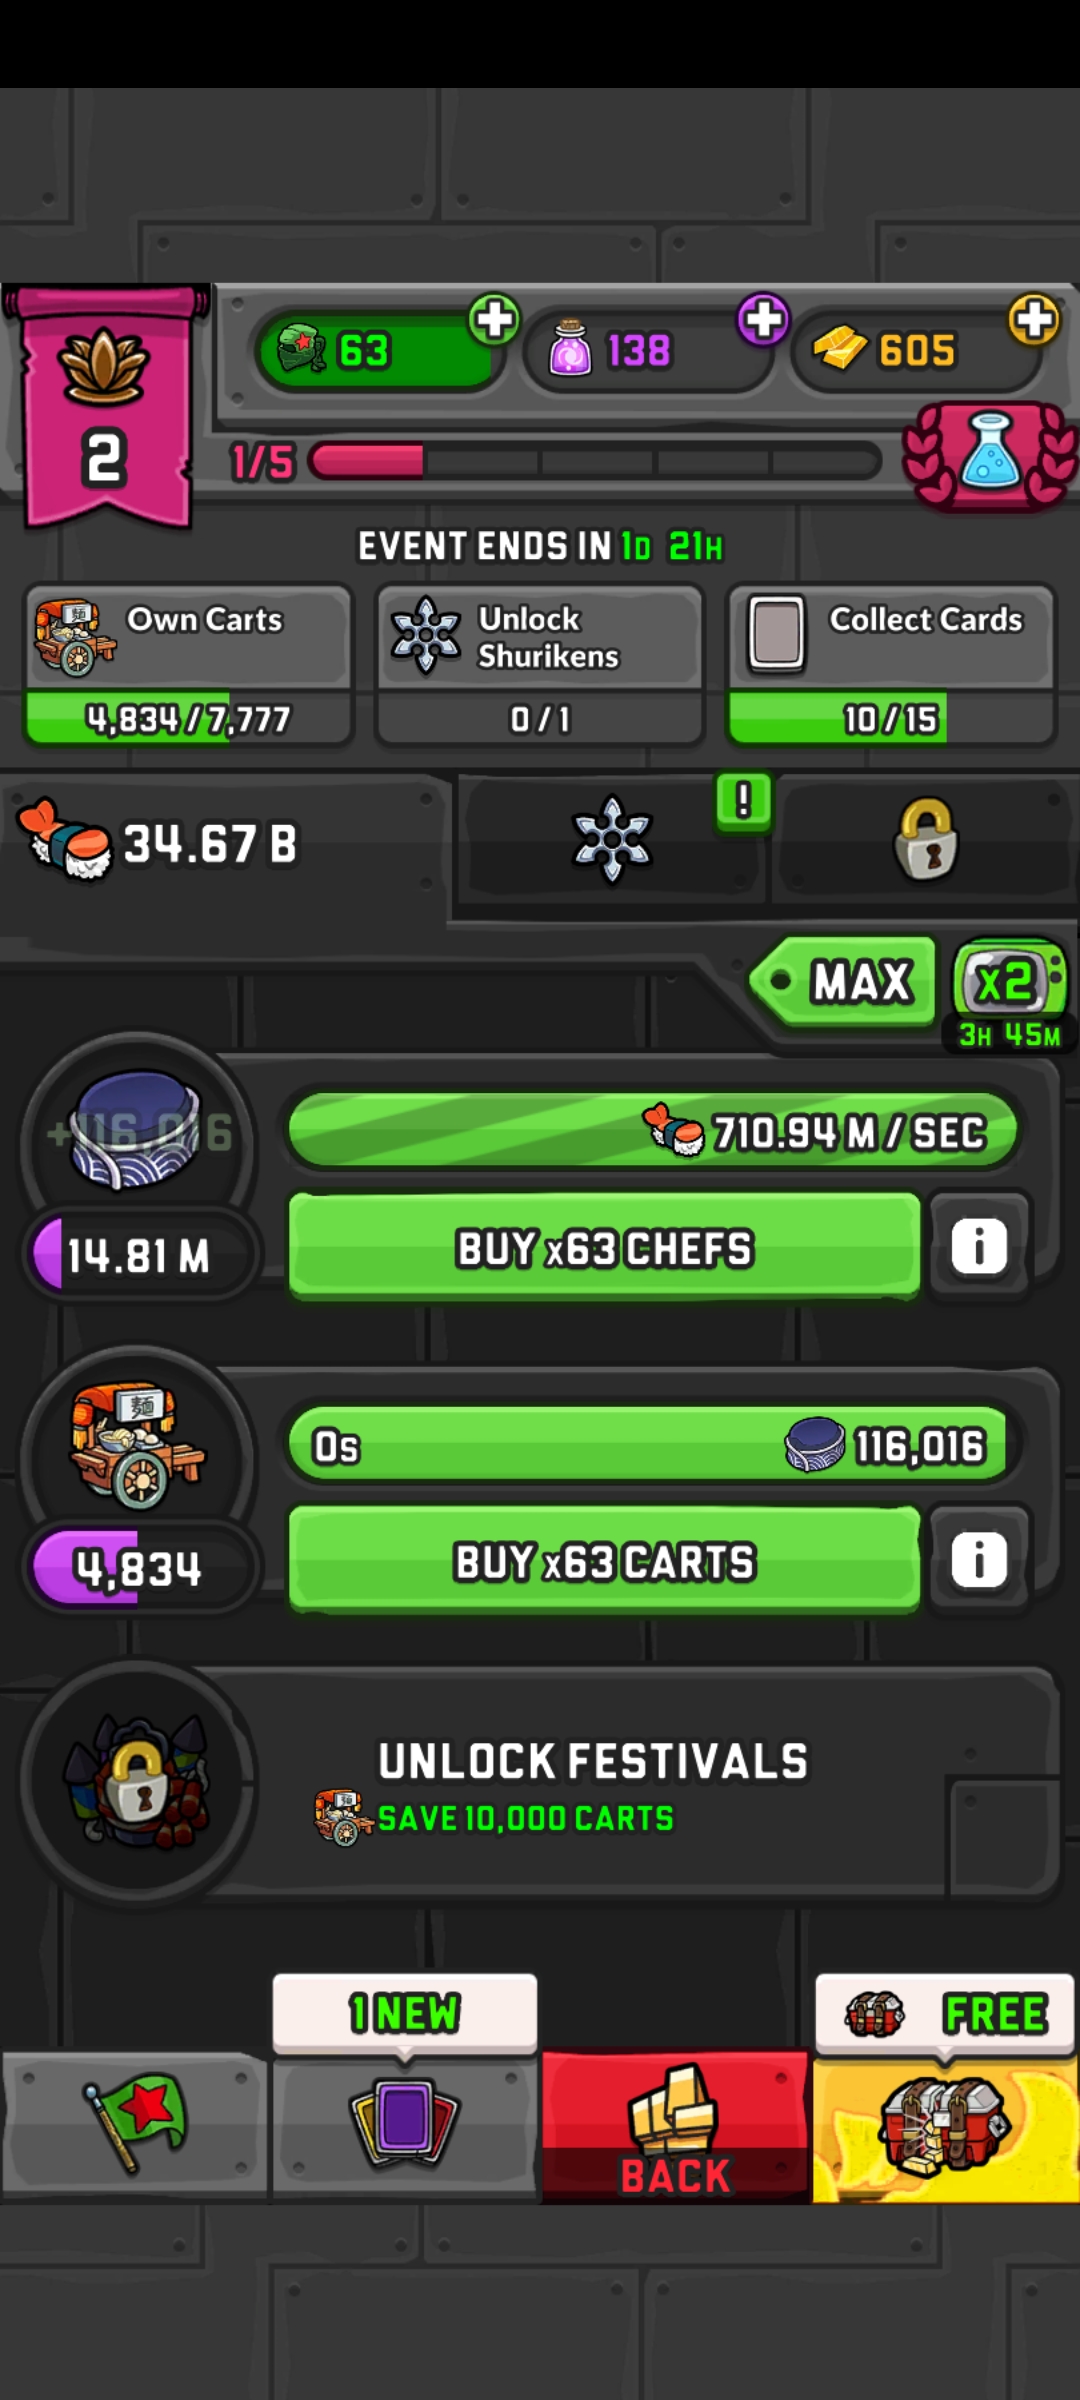 63
138
605
2
1/5
EVENT ENDS IN 1D 21H
Own Carts
4,834 / 7,777
Unlock
Shurikens
0 / 1
Collect Cards
10 / 15
34.67 B
!
MAX
x2
3H 45M
+116,016
710.94 M / SEC
14.81 M
BUY x63 CHEFS
i
麺
0s
116,016
4,834
BUY x63 CARTS
i
UNLOCK FESTIVALS
SAVE 10,000 CARTS
1 NEW
FREE
BACK